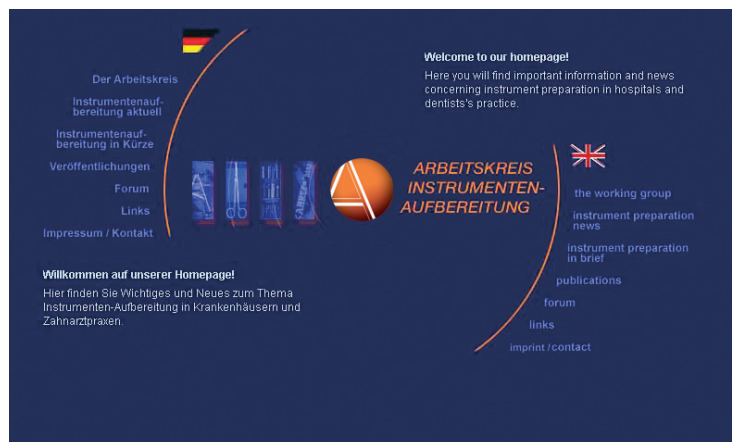 Der Arbeitskreis
Instrumentenauf-
bereitung aktuell
Instrumentenauf-
bereitung in Kürze
Veröffentlichungen
Forum
Links
Impressum / Kontakt
Willkommen auf unserer Homepage!
Hier finden Sie Wichtiges und Neues zum Thema
Instrumenten-Aufbereitung in Krankenhäusern und
Zahnarztpraxen.
ARBEITSKREIS
INSTRUMENTEN-
AUFBEREITUNG
Welcome to our homepage!
Here you will find important information and news
concerning instrument preparation in hospitals and
dentists's practice.
the working group
instrument preparation
news
instrument preparation
in brief
publications
forum
links
imprint / contact